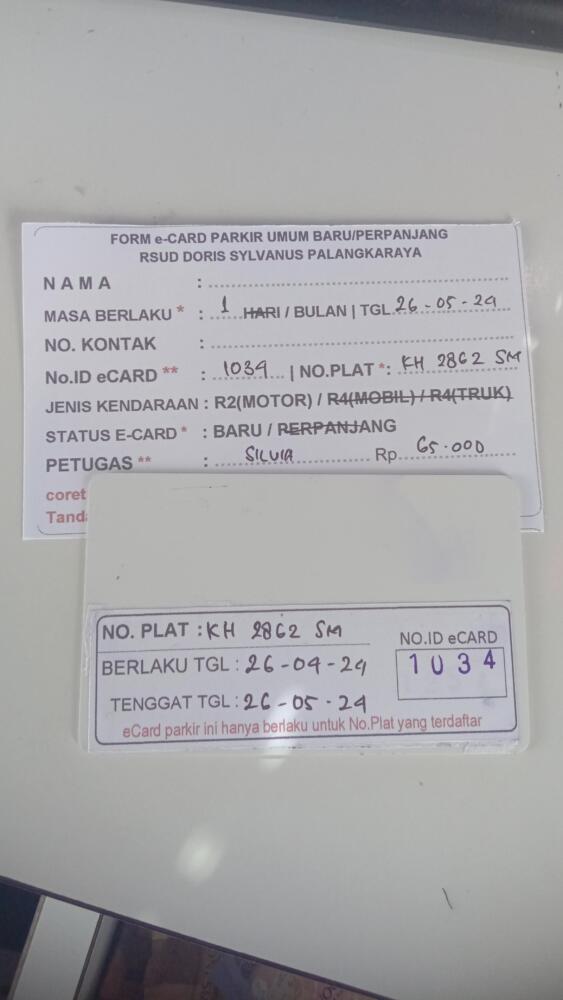 FORM e-CARD PARKIR UMUM BARU/PERPANJANG
RSUD DORIS SYLVANUS PALANGKARAYA
NAMA :
MASA BERLAKU * : 1 HARI / BULAN | TGL 26-05-24
NO. KONTAK :
No.ID eCARD ** : 1034 | NO.PLAT *: KH 2862 SM
JENIS KENDARAAN : R2(MOTOR) / R4(MOBIL) / R4(TRUK)
STATUS E-CARD * : BARU / PERPANJANG
PETUGAS ** : SILVIA Rp. 65.000
coret
Tanda
NO. PLAT : KH 2862 SM
BERLAKU TGL : 26-04-24
TENGGAT TGL : 26-05-24
NO.ID eCARD
1034
eCard parkir ini hanya berlaku untuk No.Plat yang terdaftar